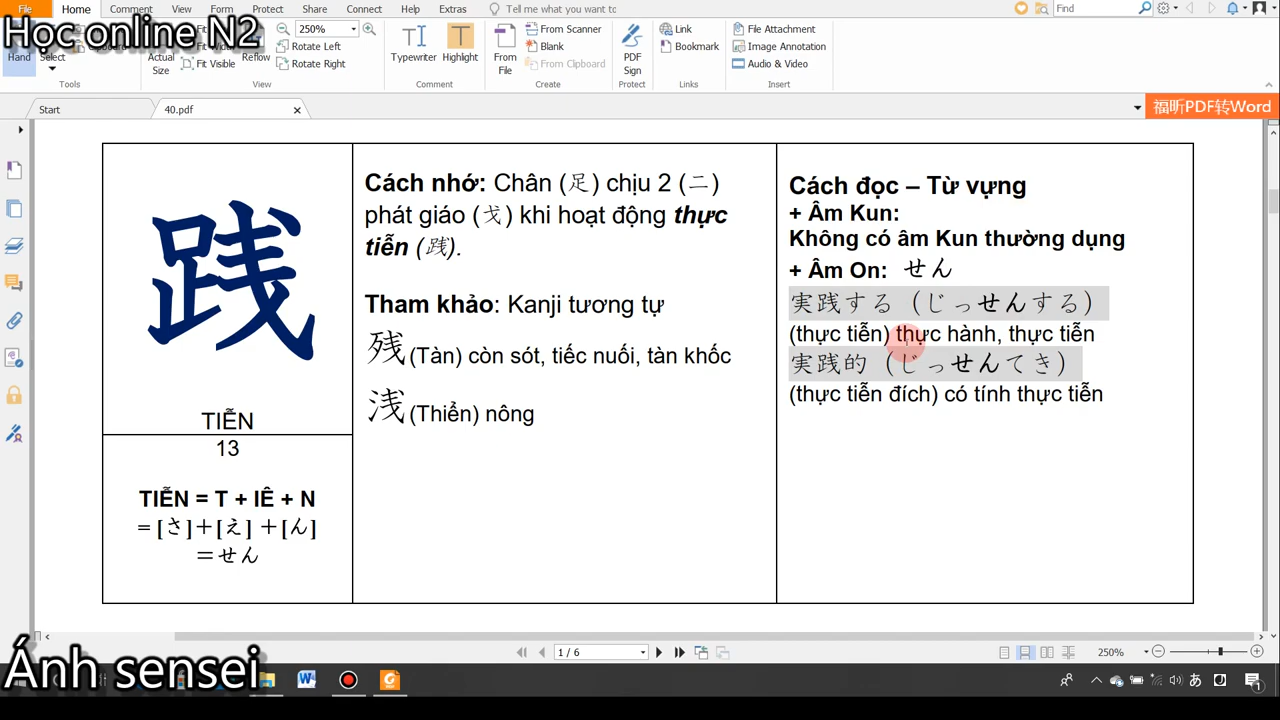 File Home Comment View Form Protect Share Connect Help Extras Tell me what you want to Find
Học online N2
Hand
Select
Actual Size
Fit Visible
Reflow
250%
Rotate Left
Rotate Right
Typewriter
Highlight
From File
From Scanner
Blank
From Clipboard
PDF Sign
Link
Bookmark
File Attachment
Image Annotation
Audio & Video
Tools View Comment Create Protect Links Insert
Start 40.pdf
福昕PDF转Word
践
TIỄN
13
TIỄN = T + IÊ + N
=[さ]+[え] +[ん]
=せん
Cách nhớ: Chân (足) chịu 2 (二)
phát giáo (戈) khi hoạt động thực
tiễn (践).
Tham khảo: Kanji tương tự
残(Tàn) còn sót, tiếc nuối, tàn khốc
浅(Thiển) nông
Cách đọc – Từ vựng
+ Âm Kun:
Không có âm Kun thường dụng
+ Âm On: せん
実践する(じっせんする)
(thực tiễn) thực hành, thực tiễn
実践的(じっせんてき)
(thực tiễn đích) có tính thực tiễn
1 / 6
250%
Ánh sensei
あ